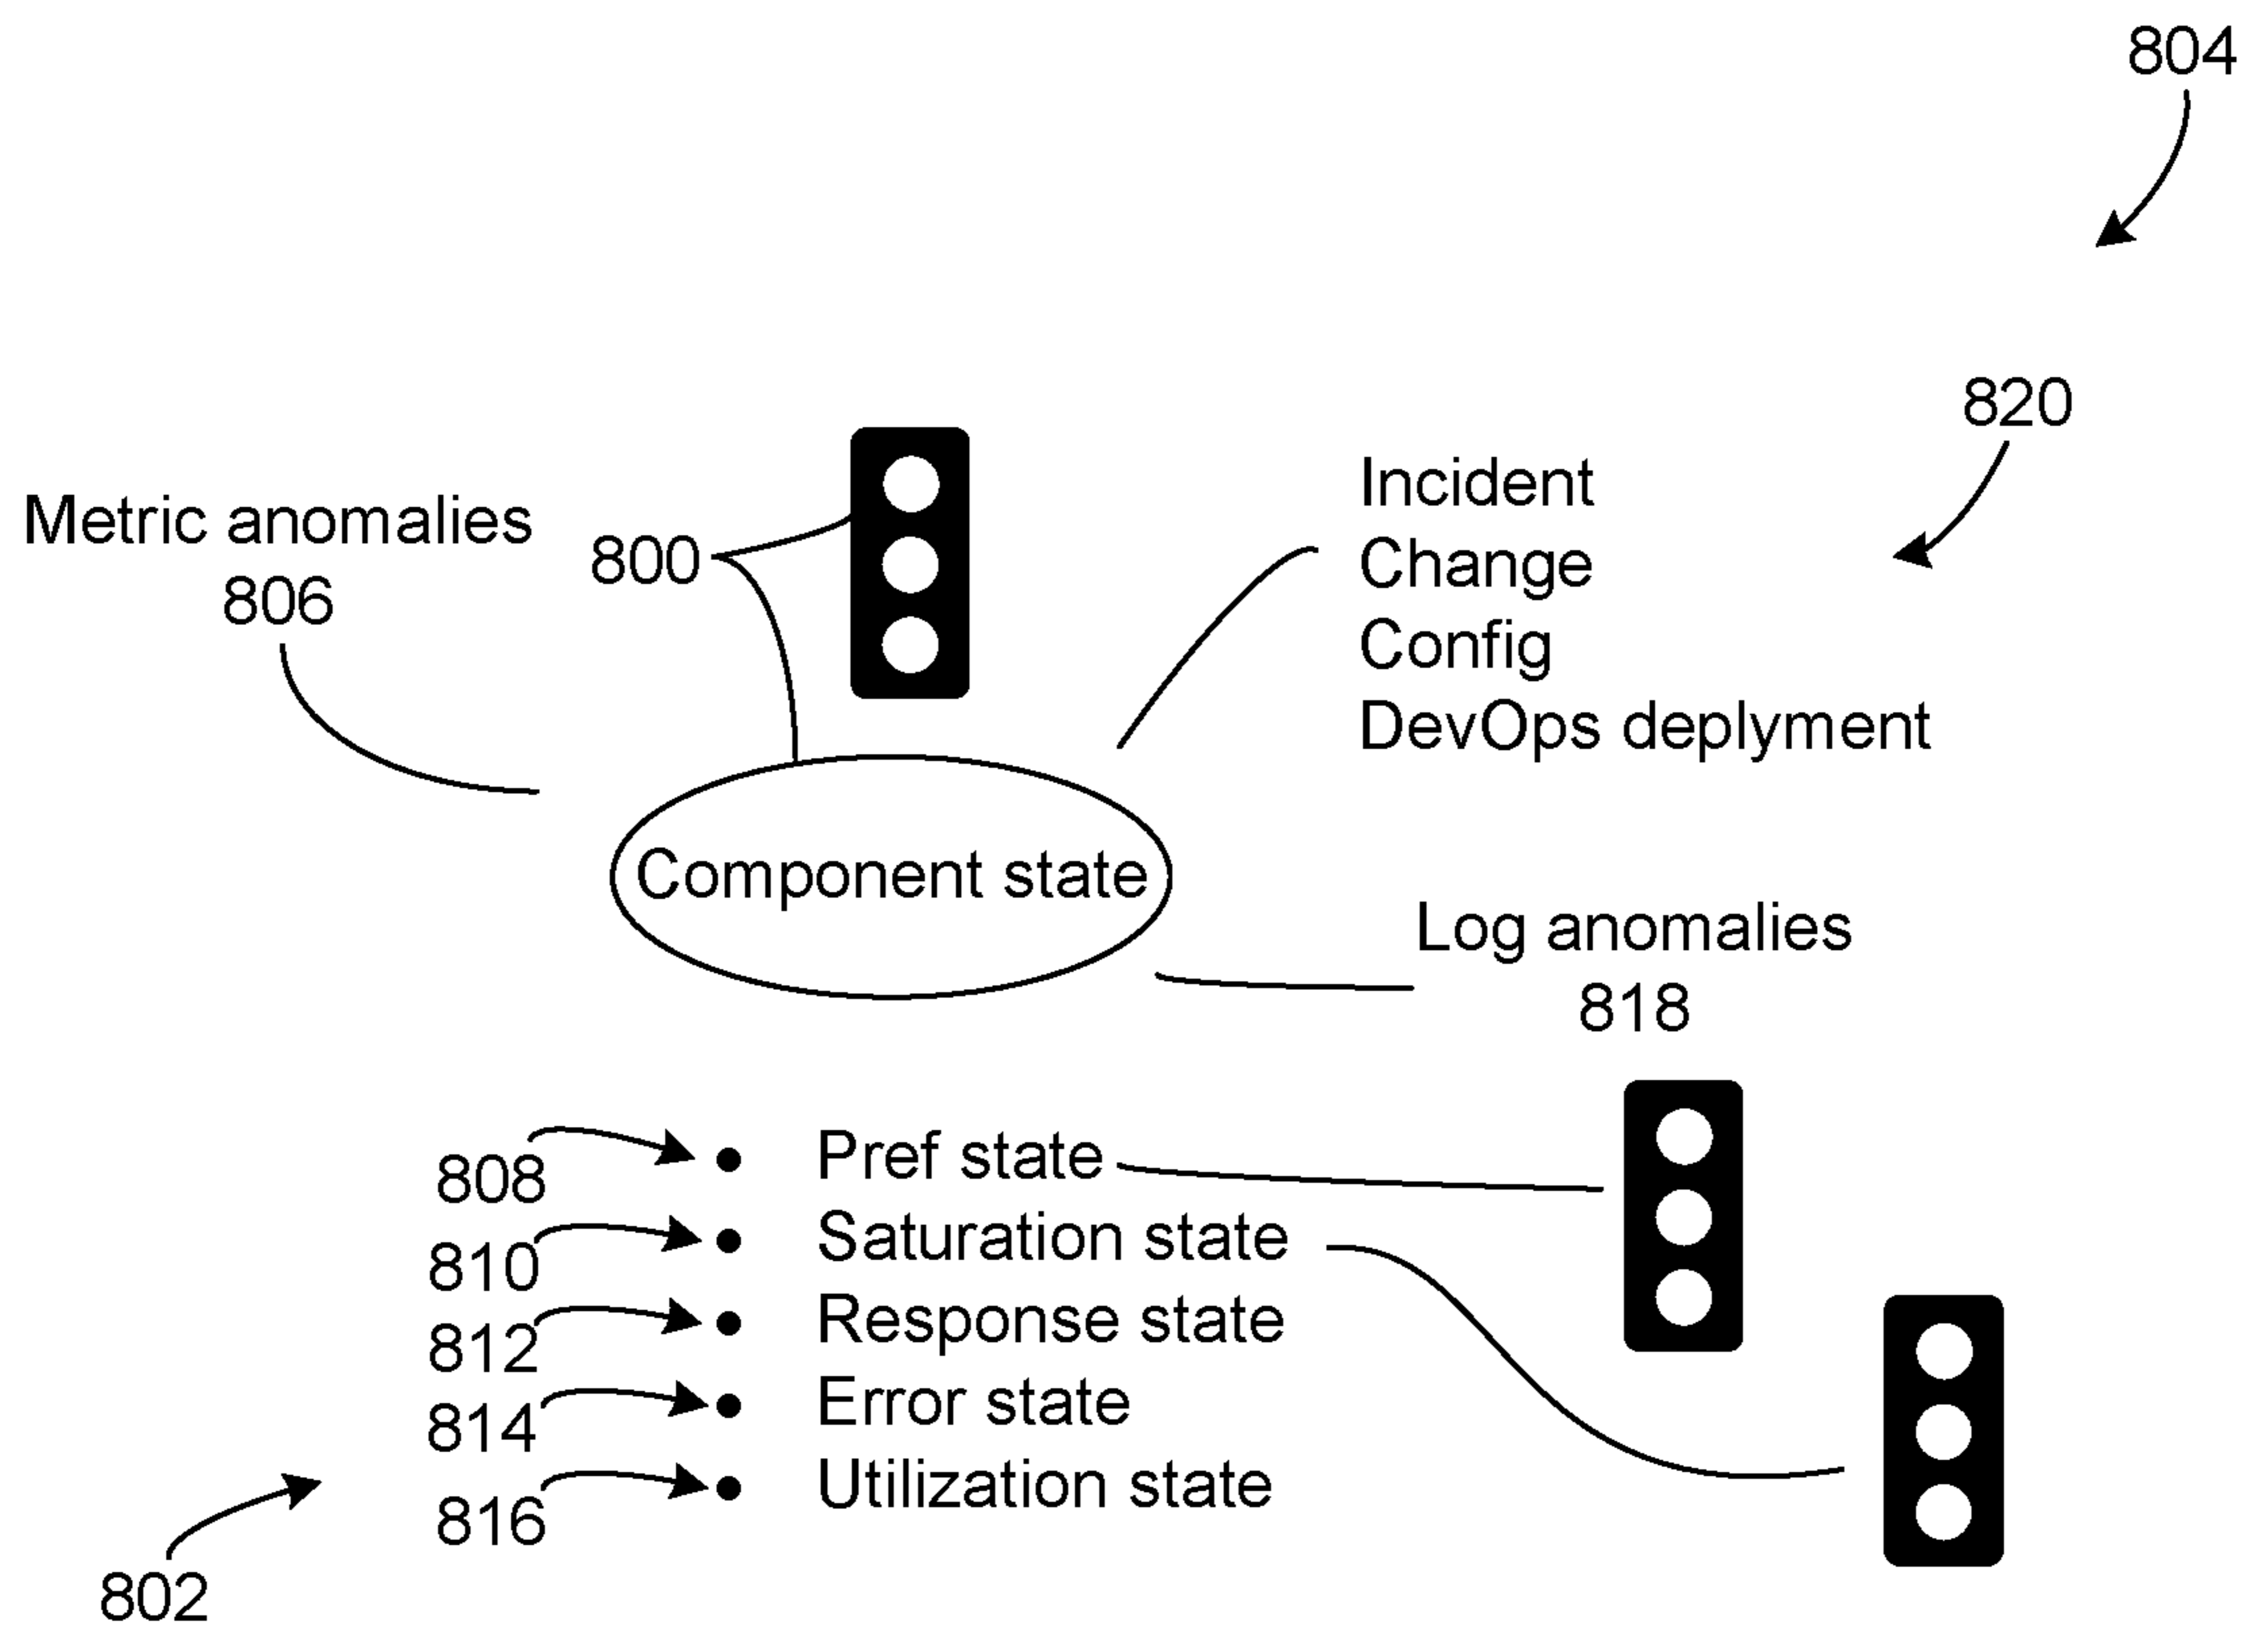 804
820
Incident
Change
Config
DevOps deplyment
Metric anomalies
806
800
Component state
Log anomalies
818
808 Pref state
810 Saturation state
812 Response state
814 Error state
816 Utilization state
802